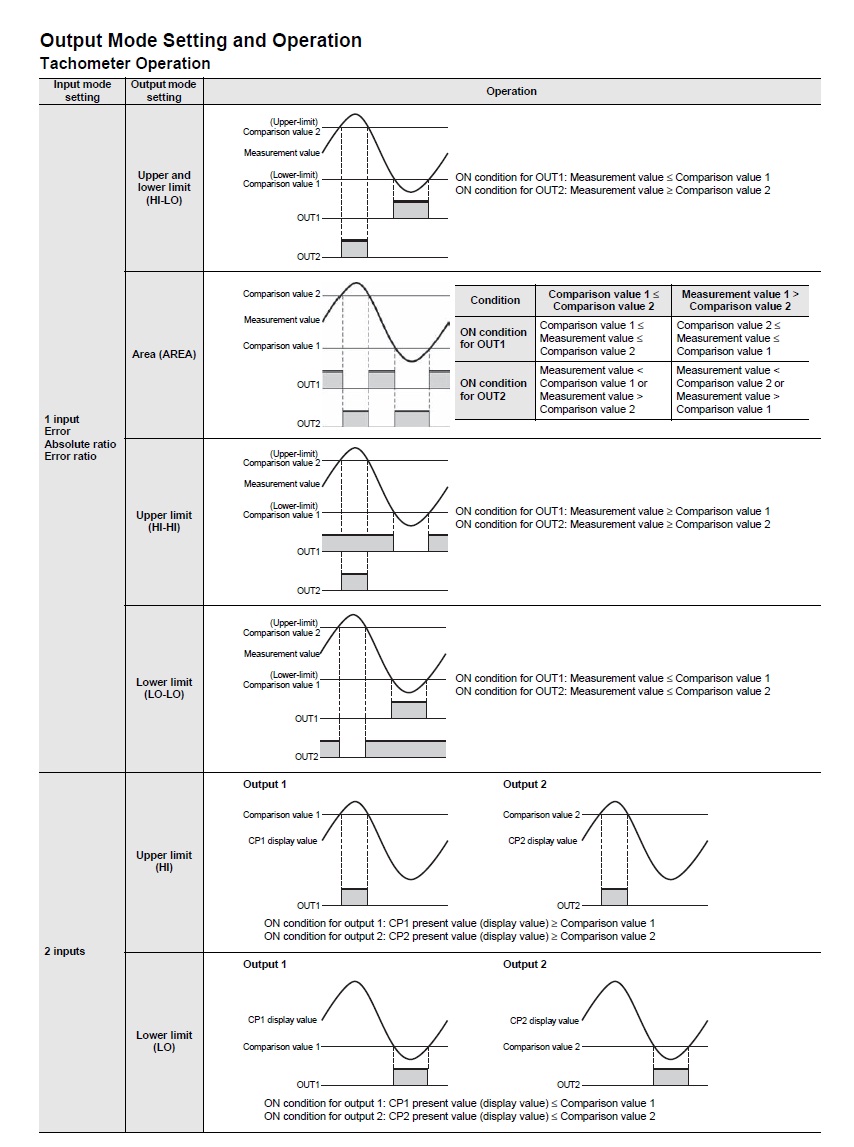 Output Mode Setting and Operation
Tachometer Operation
Input mode
setting
Output mode
setting
Operation
1 input
Error
Absolute ratio
Error ratio
Upper and
lower limit
(HI-LO)
(Upper-limit)
Comparison value 2
Measurement value
(Lower-limit)
Comparison value 1
OUT1
OUT2
ON condition for OUT1: Measurement value ≤ Comparison value 1
ON condition for OUT2: Measurement value ≥ Comparison value 2
Area (AREA)
Comparison value 2
Measurement value
Comparison value 1
OUT1
OUT2
Condition
Comparison value 1 ≤
Comparison value 2
Measurement value 1 >
Comparison value 2
ON condition
for OUT1
Comparison value 1 ≤
Measurement value ≤
Comparison value 2
Comparison value 2 ≤
Measurement value ≤
Comparison value 1
ON condition
for OUT2
Measurement value <
Comparison value 1 or
Measurement value >
Comparison value 2
Measurement value <
Comparison value 2 or
Measurement value >
Comparison value 1
Upper limit
(HI-HI)
(Upper-limit)
Comparison value 2
Measurement value
(Lower-limit)
Comparison value 1
OUT1
OUT2
ON condition for OUT1: Measurement value ≥ Comparison value 1
ON condition for OUT2: Measurement value ≥ Comparison value 2
Lower limit
(LO-LO)
(Upper-limit)
Comparison value 2
Measurement value
(Lower-limit)
Comparison value 1
OUT1
OUT2
ON condition for OUT1: Measurement value ≤ Comparison value 1
ON condition for OUT2: Measurement value ≤ Comparison value 2
2 inputs
Upper limit
(HI)
Output 1
Comparison value 1
CP1 display value
OUT1
Output 2
Comparison value 2
CP2 display value
OUT2
ON condition for output 1: CP1 present value (display value) ≥ Comparison value 1
ON condition for output 2: CP2 present value (display value) ≥ Comparison value 2
Lower limit
(LO)
Output 1
CP1 display value
Comparison value 1
OUT1
Output 2
CP2 display value
Comparison value 2
OUT2
ON condition for output 1: CP1 present value (display value) ≤ Comparison value 1
ON condition for output 2: CP2 present value (display value) ≤ Comparison value 2